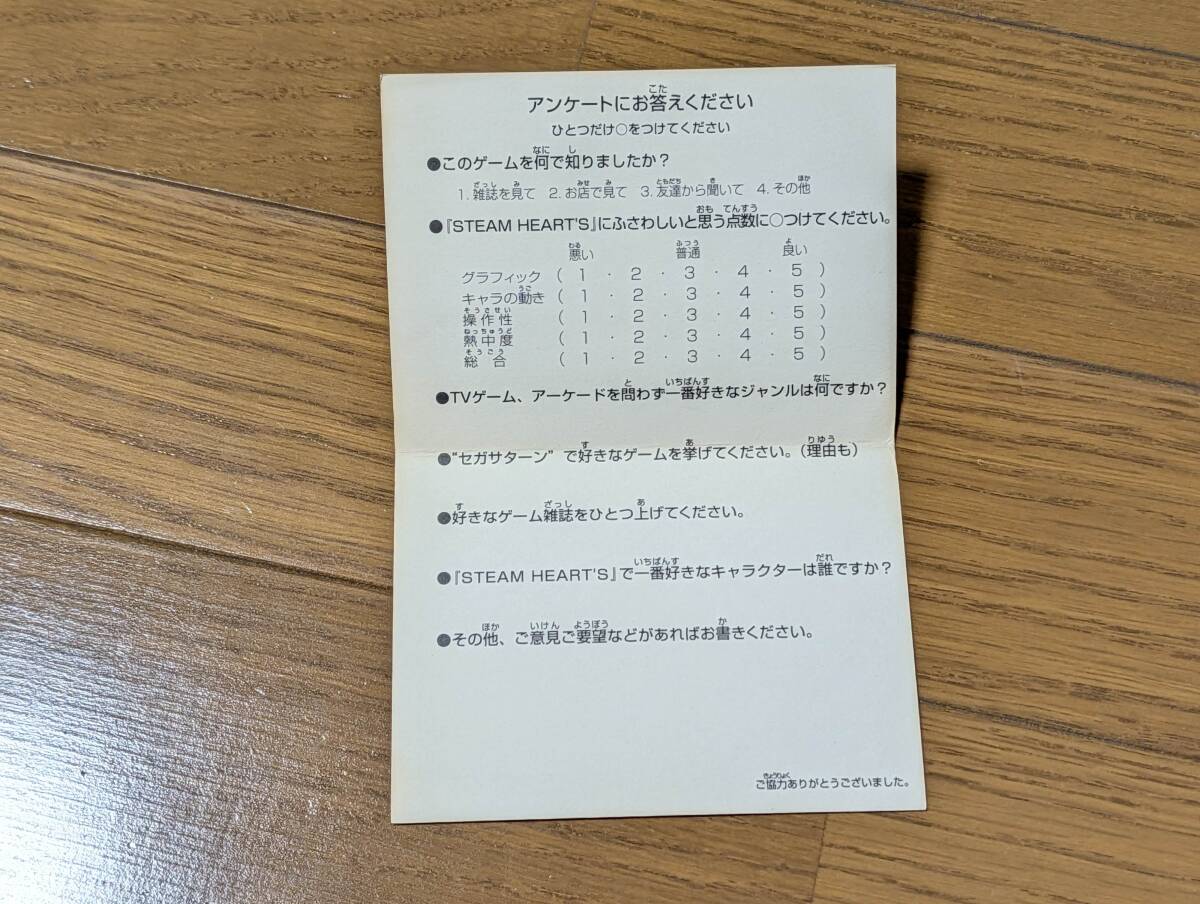 アンケートにお答えください
ひとつだけ○をつけてください
●このゲームを何で知りましたか？
1. 雑誌を見て 2. お店で見て 3. 友達から聞いて 4. その他
●『STEAM HEART'S』にふさわしいと思う点数に○つけてください。
悪い 普通 良い
グラフィック ( 1 ・ 2 ・ 3 ・ 4 ・ 5 )
キャラの動き ( 1 ・ 2 ・ 3 ・ 4 ・ 5 )
操作性 ( 1 ・ 2 ・ 3 ・ 4 ・ 5 )
熱中度 ( 1 ・ 2 ・ 3 ・ 4 ・ 5 )
総合 ( 1 ・ 2 ・ 3 ・ 4 ・ 5 )
●TVゲーム、アーケードを問わず一番好きなジャンルは何ですか？
●“セガサターン”で好きなゲームを挙げてください。（理由も）
●好きなゲーム雑誌をひとつ上げてください。
●『STEAM HEART'S』で一番好きなキャラクターは誰ですか？
●その他、ご意見ご要望などがあればお書きください。
ご協力ありがとうございました。